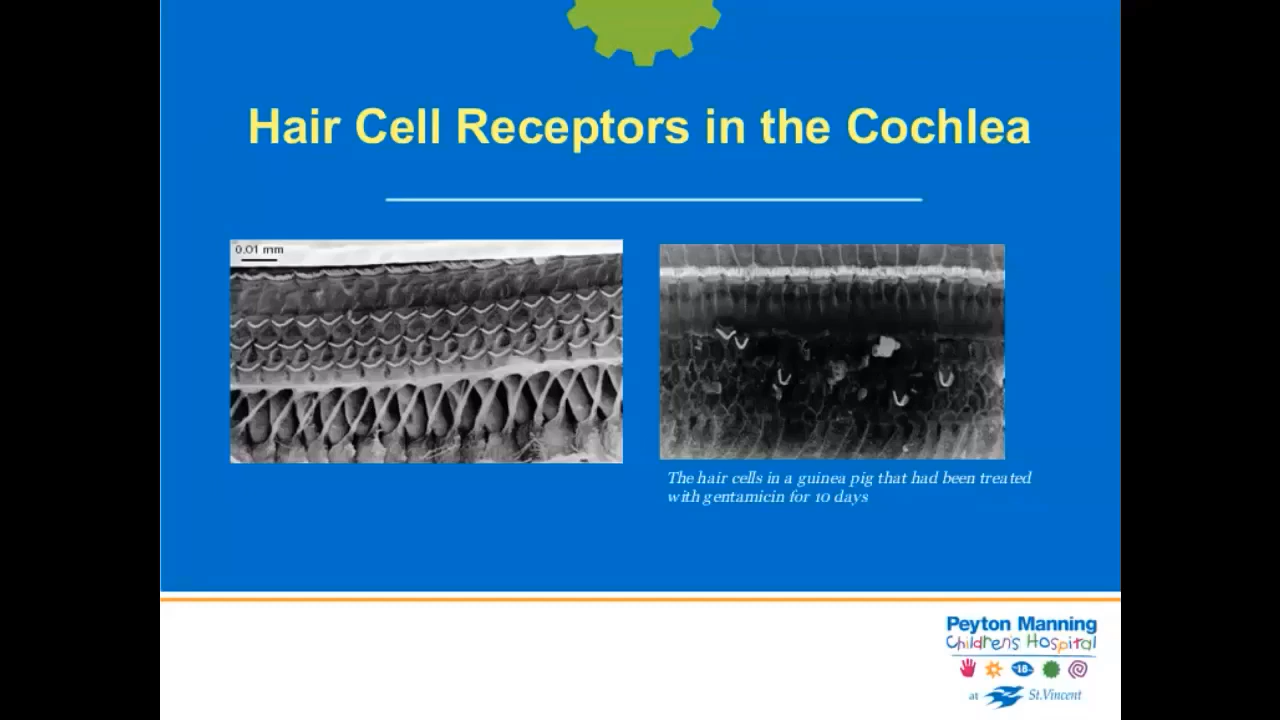 Hair Cell Receptors in the Cochlea
0.01 mm
The hair cells in a guinea pig that had been treated
with gentamicin for 10 days
Peyton Manning
Children's Hospital
18
at St.Vincent